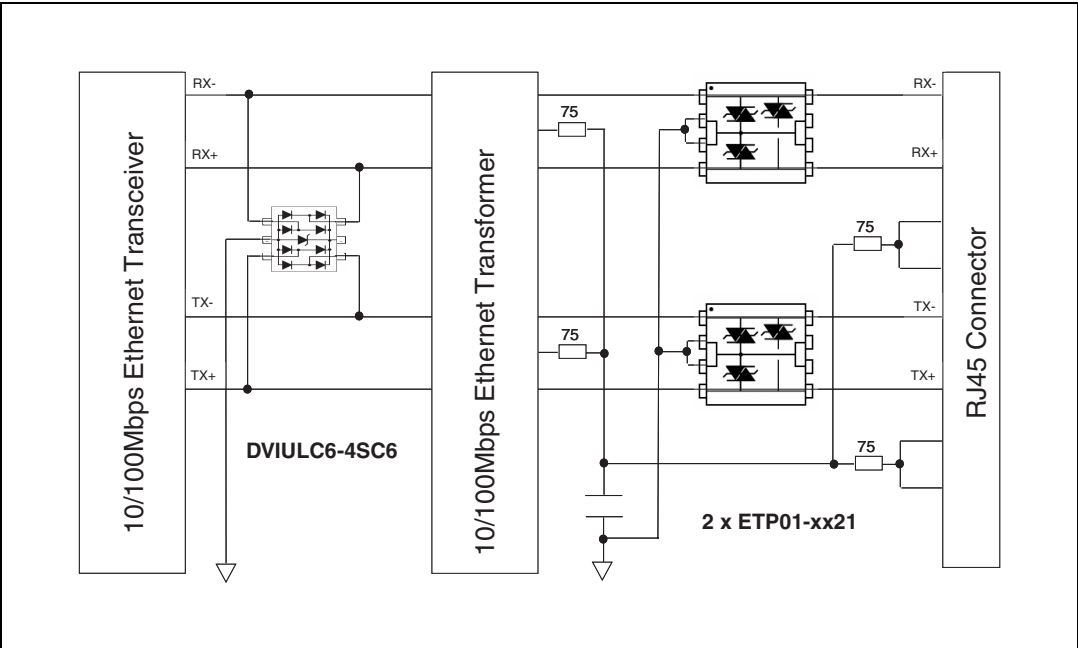 RX-
RX-
75
RX+
RX+
10/100Mbps Ethernet Transceiver
10/100Mbps Ethernet Transformer
75
RJ45 Connector
TX-
TX-
75
TX+
TX+
DVIULC6-4SC6
75
2 x ETP01-xx21